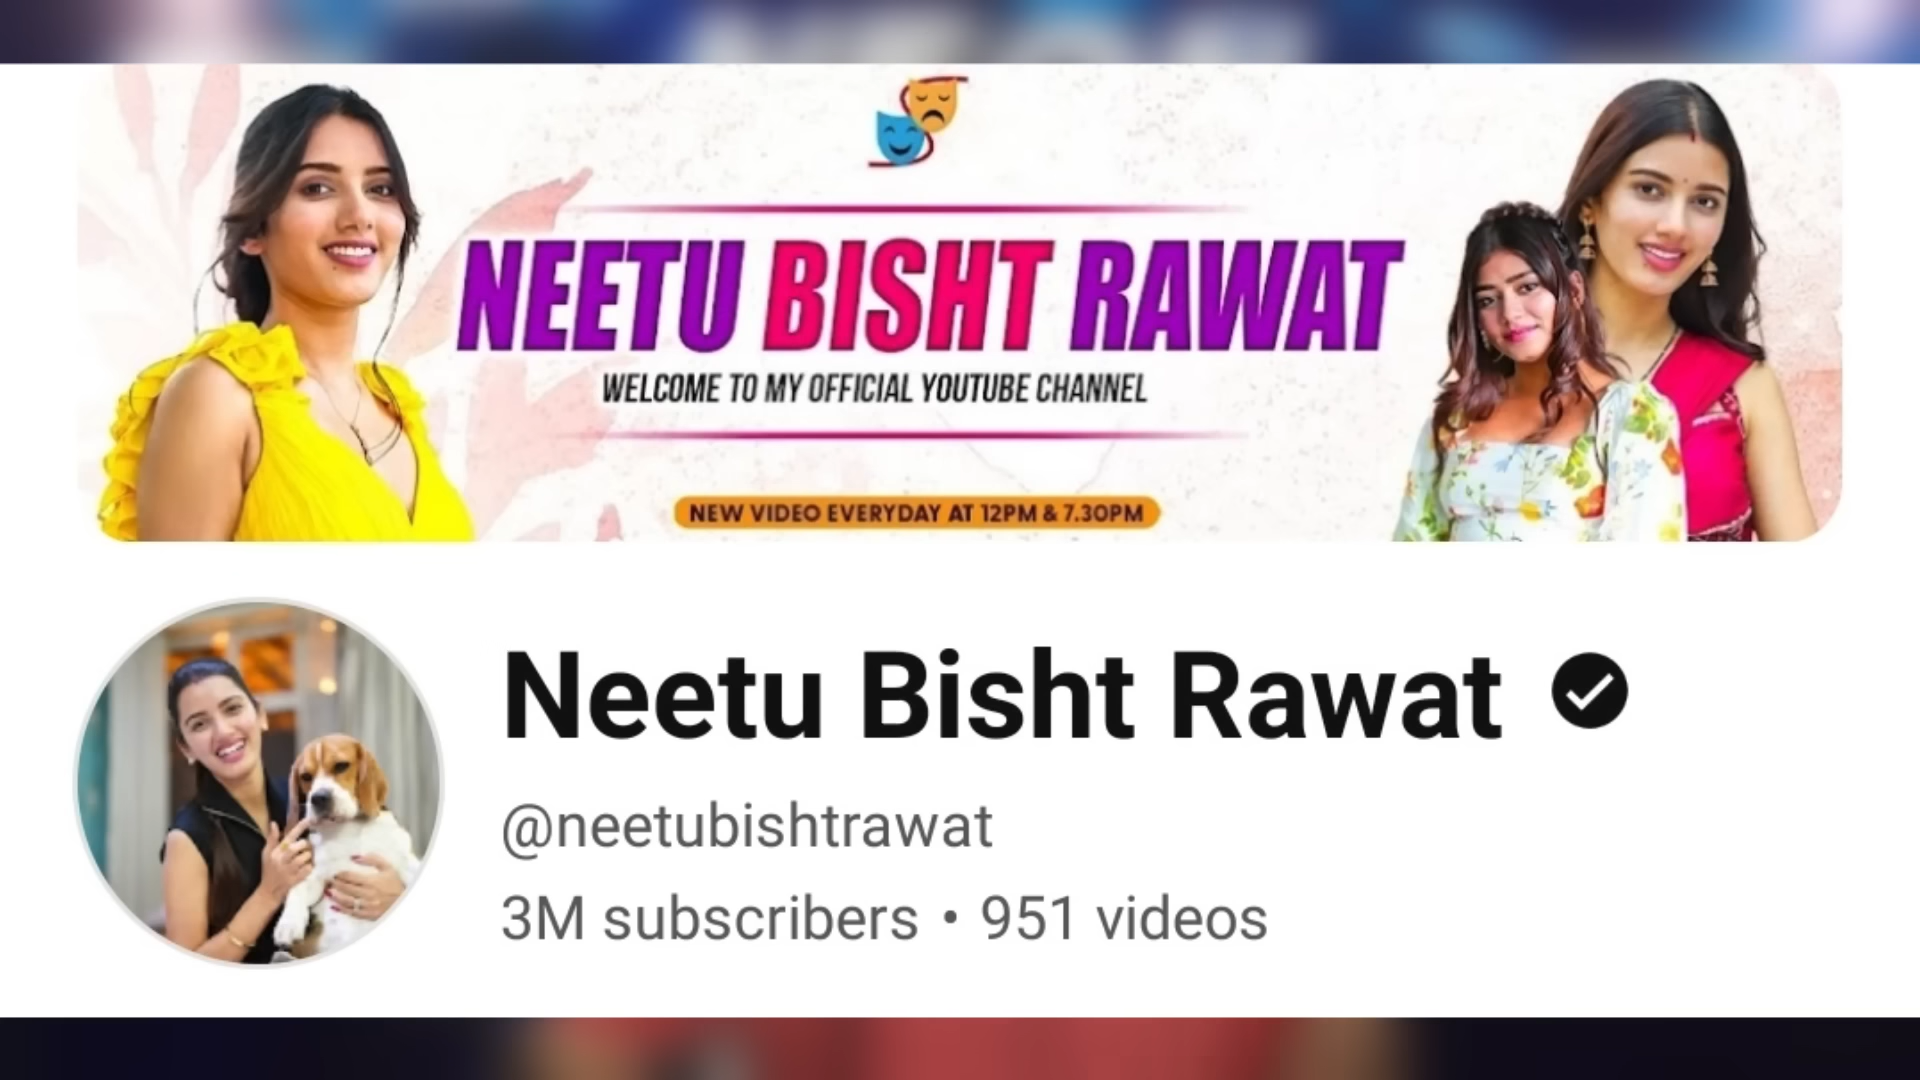 NEETU BISHT RAWAT
WELCOME TO MY OFFICIAL YOUTUBE CHANNEL
NEW VIDEO EVERYDAY AT 12PM & 7.30PM
Neetu Bisht Rawat
@neetubishtrawat
3M subscribers • 951 videos